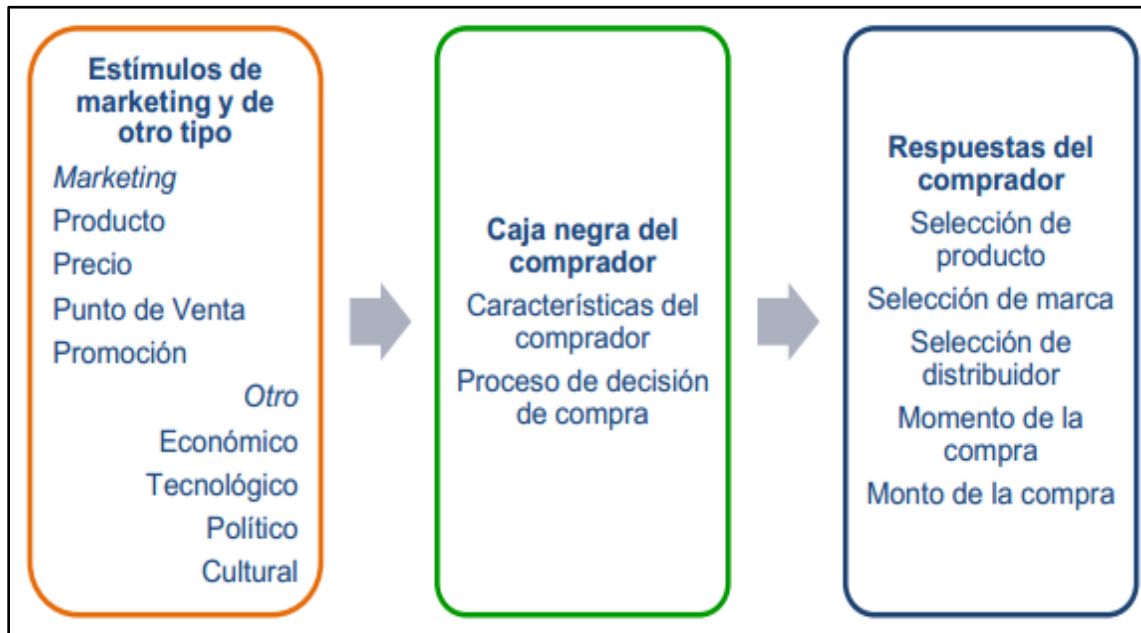 Estímulos de
marketing y de
otro tipo
Marketing
Producto
Precio
Punto de Venta
Promoción
Otro
Económico
Tecnológico
Político
Cultural
Caja negra del
comprador
Características del
comprador
Proceso de decisión
de compra
Respuestas del
comprador
Selección de
producto
Selección de marca
Selección de
distribuidor
Momento de la
compra
Monto de la compra